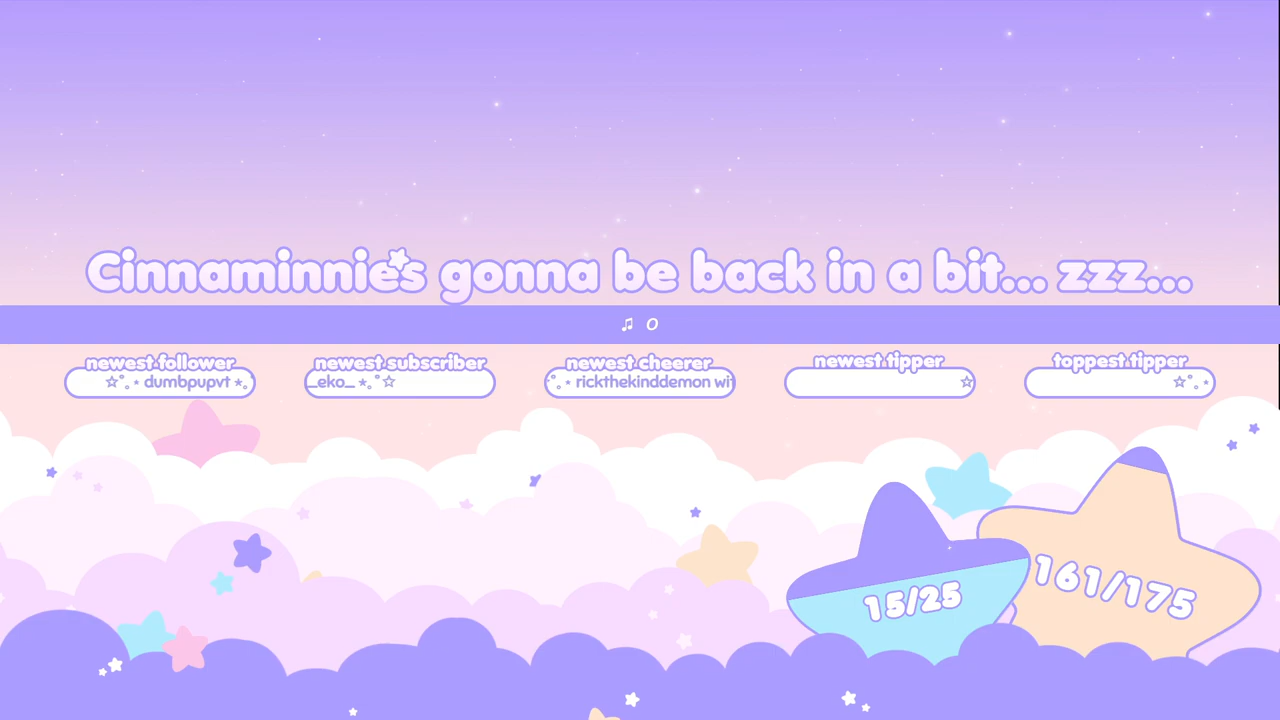 Cinnaminnie's gonna be back in a bit... zzz...
♫ O
newest follower
newest subscriber
newest cheerer
newest tipper
toppest tipper
☆˚｡⋆ dumbpupvt ⋆｡
_eko_ ⋆｡˚☆
˚｡⋆ rickthekinddemon wit
☆
☆˚｡⋆
161/175
15/25